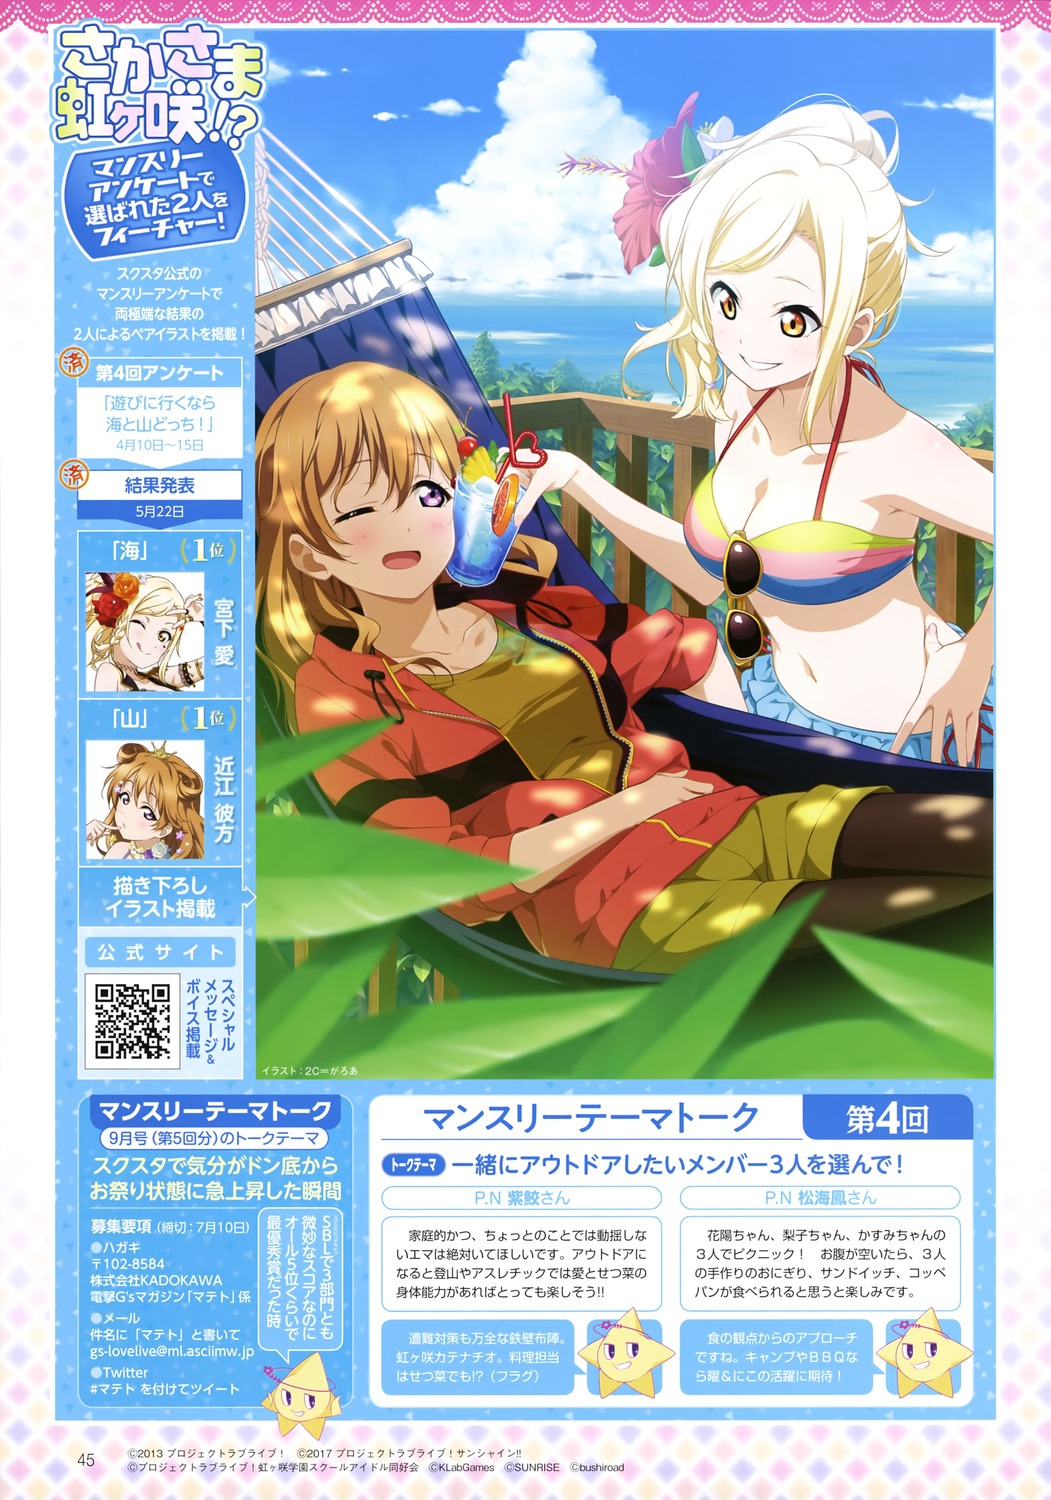 さかさま
虹ヶ咲!?
マンスリー
アンケートで
選ばれた2人を
フィーチャー!
スクスタ公式の
マンスリーアンケートで
両極端な結果の
2人によるペアイラストを掲載!
済
第4回アンケート
「遊びに行くなら
海と山どっち!」
4月10日〜15日
済
結果発表
5月22日
「海」
1位
宮下 愛
「山」
1位
近江 彼方
描き下ろし
イラスト掲載
公式サイト
スペシャル
メッセージ&
ボイス掲載
イラスト:2C=がろあ
マンスリーテーマトーク
9月号(第5回分)のトークテーマ
スクスタで気分がドン底から
お祭り状態に急上昇した瞬間
募集要項(締切:7月10日)
●ハガキ
〒102-8584
株式会社KADOKAWA
電撃G'sマガジン「マテト」係
●メール
件名に「マテト」と書いて
gs-lovelive@ml.asciimw.jp
●Twitter
#マテト を付けてツイート
SBLで3部門とも
微妙なスコアなのに
オール5位くらいで
最優秀賞だった時
マンスリーテーマトーク
第4回
トークテーマ
一緒にアウトドアしたいメンバー3人を選んで!
P.N 紫鮫さん
家庭的かつ、ちょっとのことでは動揺しな
いエマは絶対いてほしいです。アウトドアに
なると登山やアスレチックでは愛とせつ菜の
身体能力があればとっても楽しそう!!
遭難対策も万全な鉄壁布陣。
虹ヶ咲カテナチオ。料理担当
はせつ菜でも!?(フラグ)
P.N 松海鳳さん
花陽ちゃん、梨子ちゃん、かすみちゃんの
3人でピクニック! お腹が空いたら、3人
の手作りのおにぎり、サンドイッチ、コッペ
パンが食べられると思うと楽しみです。
食の観点からのアプローチ
ですね。キャンプやBBQな
ら曜&にこの活躍に期待!
45
©2013 プロジェクトラブライブ! ©2017 プロジェクトラブライブ!サンシャイン!!
©プロジェクトラブライブ!虹ヶ咲学園スクールアイドル同好会 ©KLabGames ©SUNRISE ©bushiroad